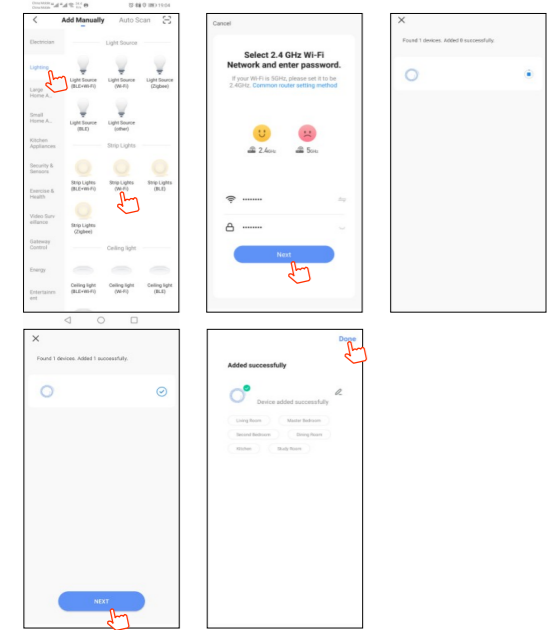 Add Manually Auto Scan
Electrician
Light Source
Lighting
Light Source
(BLE+Wi-Fi)
Light Source
(Wi-Fi)
Light Source
(Zigbee)
Large
Home A...
Small
Home A...
Light Source
(BLE)
Light Source
(other)
Kitchen
Appliances
Strip Lights
Security &
Sensors
Strip Lights
(BLE+Wi-Fi)
Strip Lights
(Wi-Fi)
Strip Lights
(BLE)
Exercise &
Health
Video Surv
eillance
Strip Lights
(Zigbee)
Gateway
Control
Ceiling light
Energy
Ceiling light
(BLE+Wi-Fi)
Ceiling light
(Wi-Fi)
Ceiling light
(BLE)
Entertainm
ent
Cancel
Select 2.4 GHz Wi-Fi
Network and enter password.
If your Wi-Fi is 5GHz, please set it to be
2.4GHz. Common router setting method
2.4GHz 5GHz
Next
Found 1 devices. Added 0 successfully.
Found 1 devices. Added 1 successfully.
NEXT
Done
Added successfully
Device added successfully
Living Room Master Bedroom
Second Bedroom Dining Room
Kitchen Study Room